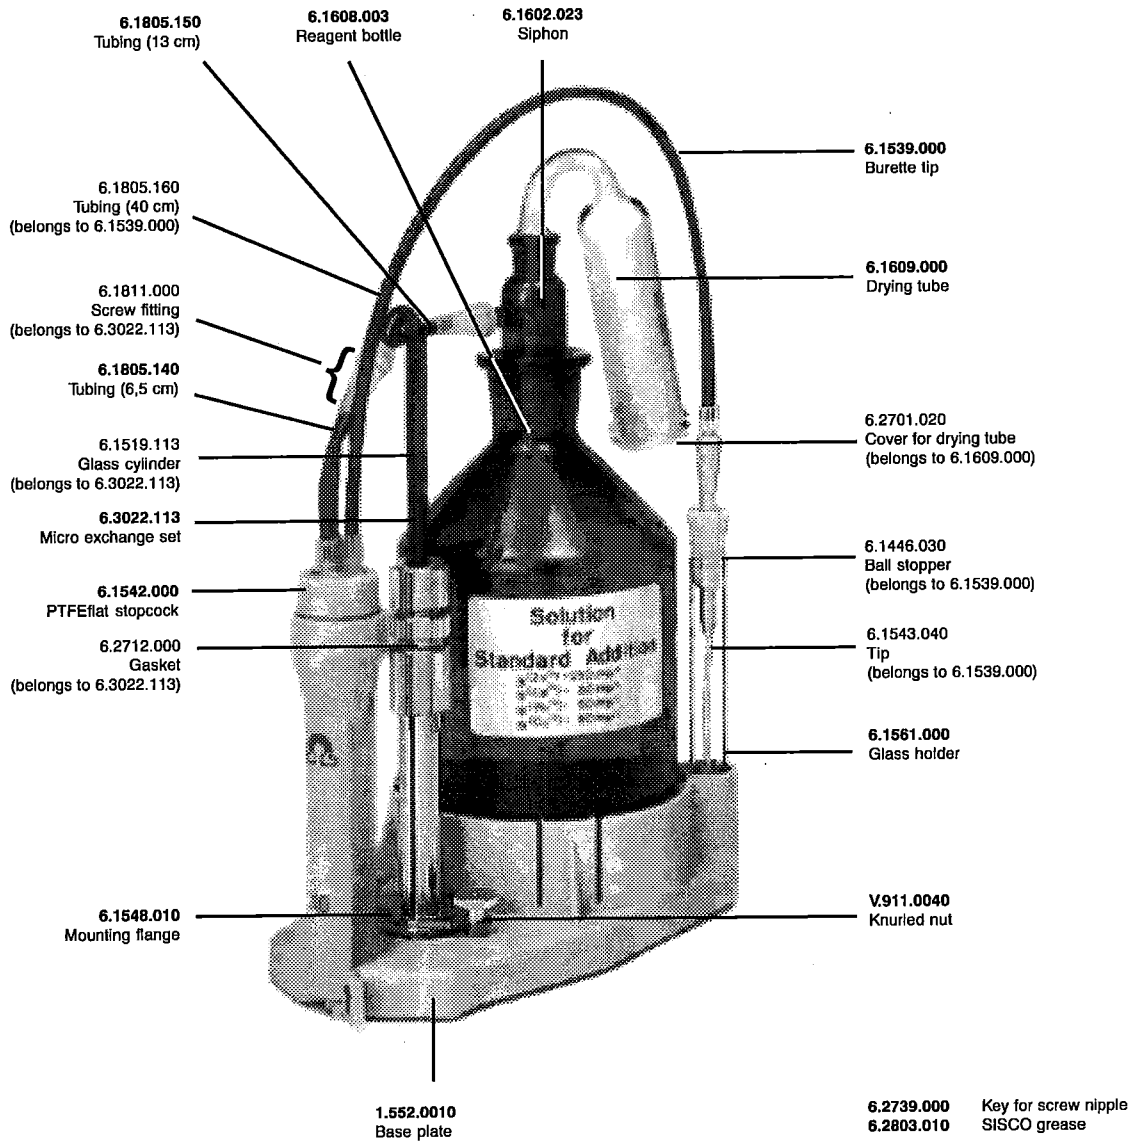 6.1805.150
Tubing (13 cm)
6.1608.003
Reagent bottle
6.1602.023
Siphon
6.1539.000
Burette tip
6.1805.160
Tubing (40 cm)
(belongs to 6.1539.000)
6.1609.000
Drying tube
6.1811.000
Screw fitting
(belongs to 6.3022.113)
6.1805.140
Tubing (6,5 cm)
6.2701.020
Cover for drying tube
(belongs to 6.1609.000)
6.1519.113
Glass cylinder
(belongs to 6.3022.113)
6.3022.113
Micro exchange set
6.1446.030
Ball stopper
(belongs to 6.1539.000)
6.1542.000
PTFEflat stopcock
Solution
for
Standard Addition
6.2712.000
Gasket
(belongs to 6.3022.113)
6.1543.040
Tip
(belongs to 6.1539.000)
6.1561.000
Glass holder
6.1548.010
Mounting flange
V.911.0040
Knurled nut
1.552.0010
Base plate
6.2739.000 Key for screw nipple
6.2803.010 SISCO grease